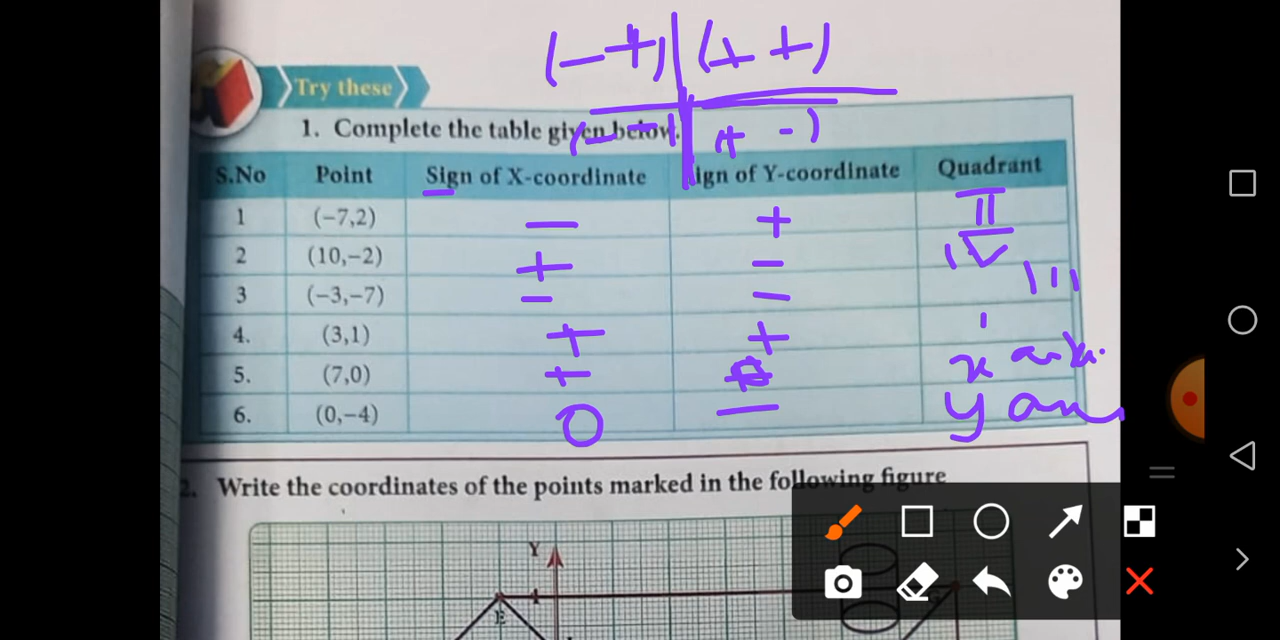 (− +) (+ +)
Try these
1. Complete the table given below.
(− −) (+ −)
S.No Point Sign of X-coordinate Sign of Y-coordinate Quadrant
1 (−7,2) − + II
2 (10,−2) + − IV
3 (−3,−7) − − III
4. (3,1) + + I
5. (7,0) + x
6. (0,−4) 0 − y
2. Write the coordinates of the points marked in the following figure
Y
4
E